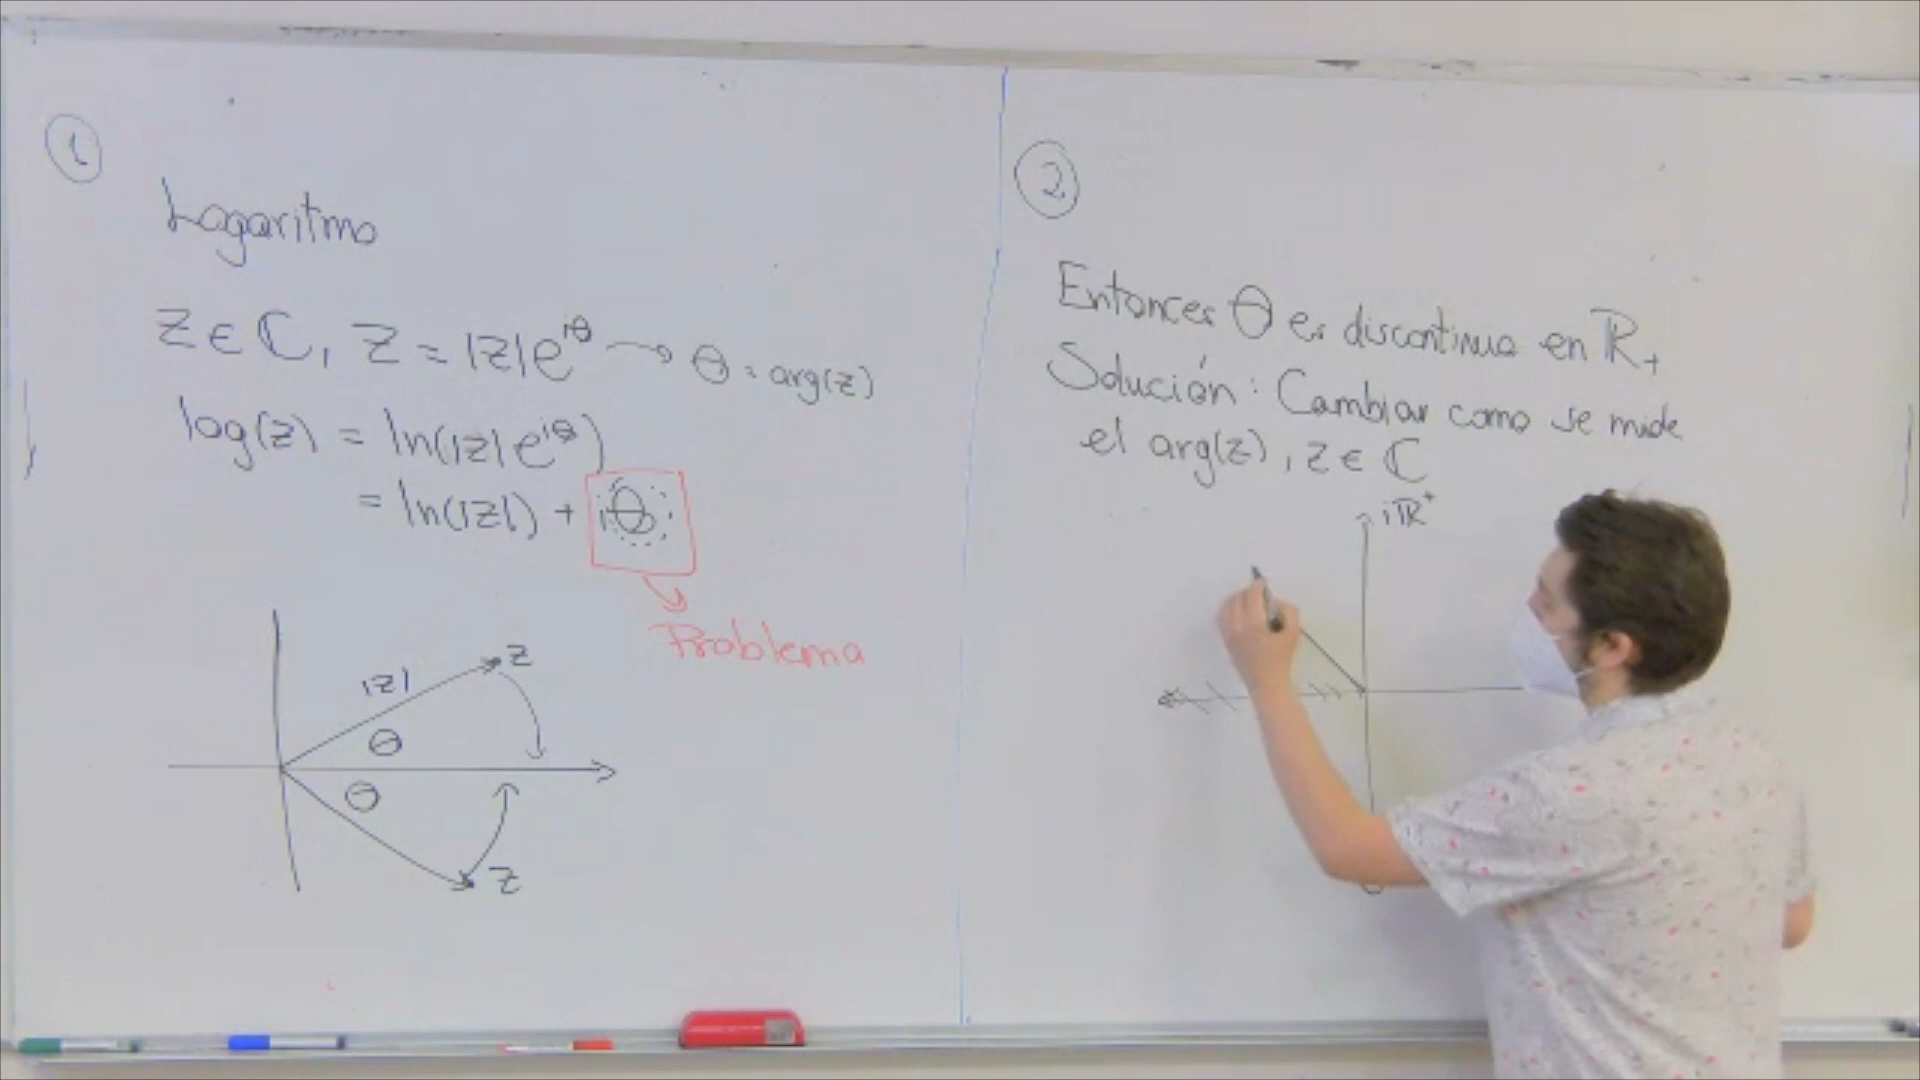 1
Logaritmo
z ∈ ℂ, z = |z|e^{iθ} → θ = arg(z)
log(z) = ln(|z| e^{iθ})
= ln(|z|) + iθ
Problema
|z|
z
θ
θ
z
2
Entonces θ es discontinua en ℝ₊
Solución: Cambiar como se mide
el arg(z), z ∈ ℂ
iℝ⁺